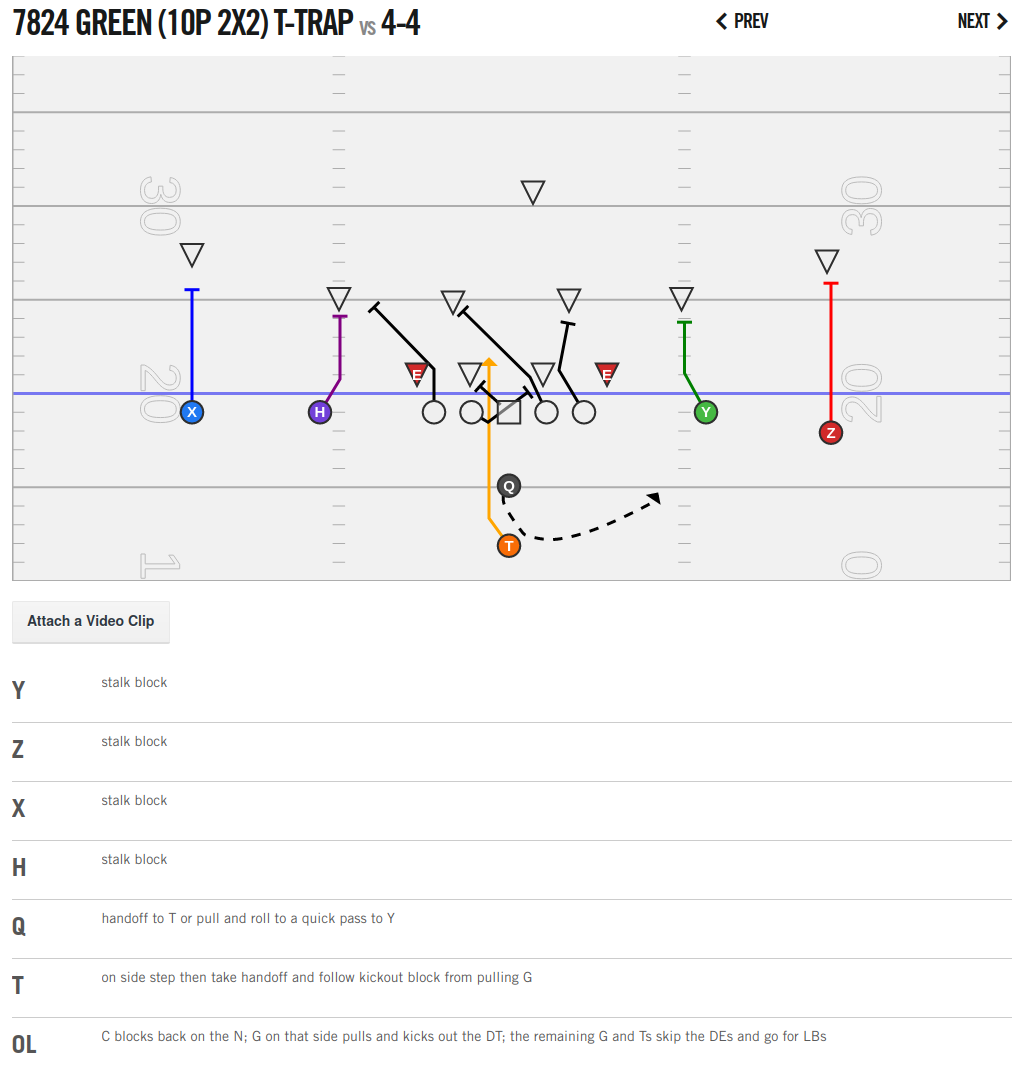 7824 GREEN (10P 2X2) T-TRAP vs 4-4
PREV
NEXT
30
30
20
20
E
E
X
H
Y
Z
Q
T
1
0
Attach a Video Clip
Y stalk block
Z stalk block
X stalk block
H stalk block
Q handoff to T or pull and roll to a quick pass to Y
T on side step then take handoff and follow kickout block from pulling G
OL C blocks back on the N; G on that side pulls and kicks out the DT; the remaining G and Ts skip the DEs and go for LBs